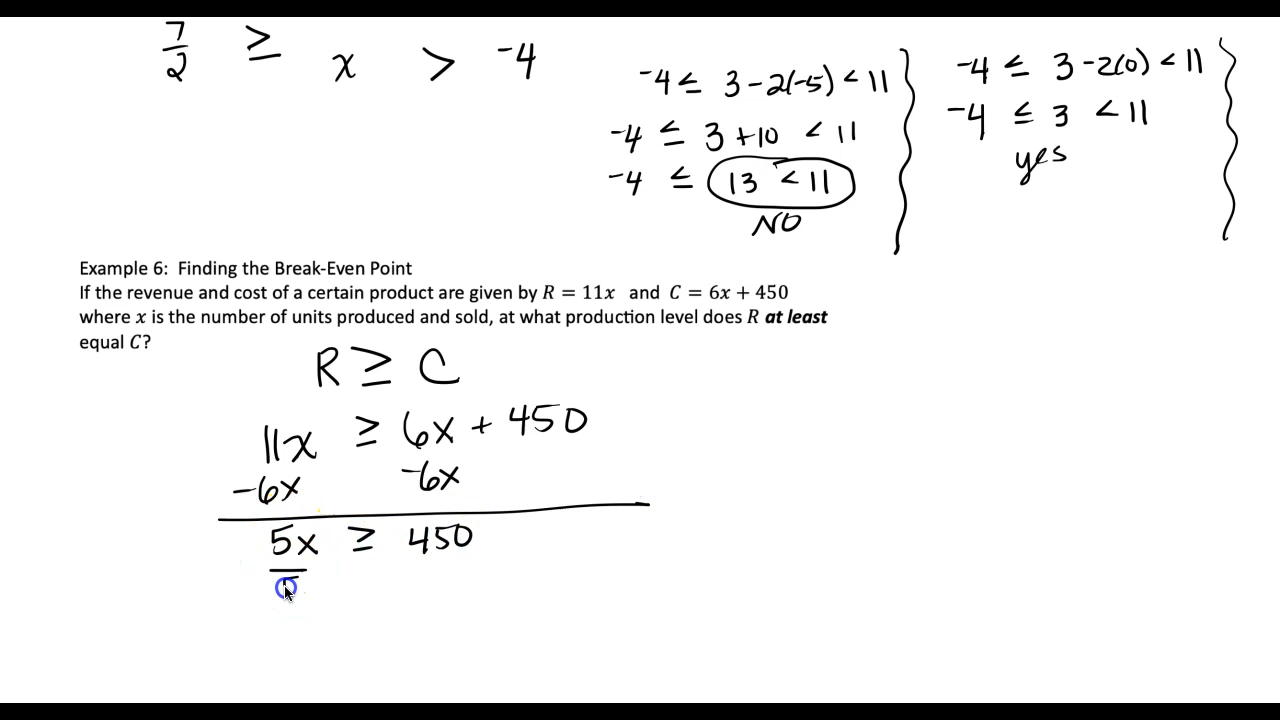 7/2 ≥ x > -4
-4 ≤ 3 - 2(-5) < 11
-4 ≤ 3 + 10 < 11
-4 ≤ 13 < 11
NO
-4 ≤ 3 - 2(0) < 11
-4 ≤ 3 < 11
yes
Example 6:  Finding the Break-Even Point
If the revenue and cost of a certain product are given by R = 11x  and  C = 6x + 450
where x is the number of units produced and sold, at what production level does R at least
equal C?
R ≥ C
11x ≥ 6x + 450
-6x -6x
5x ≥ 450